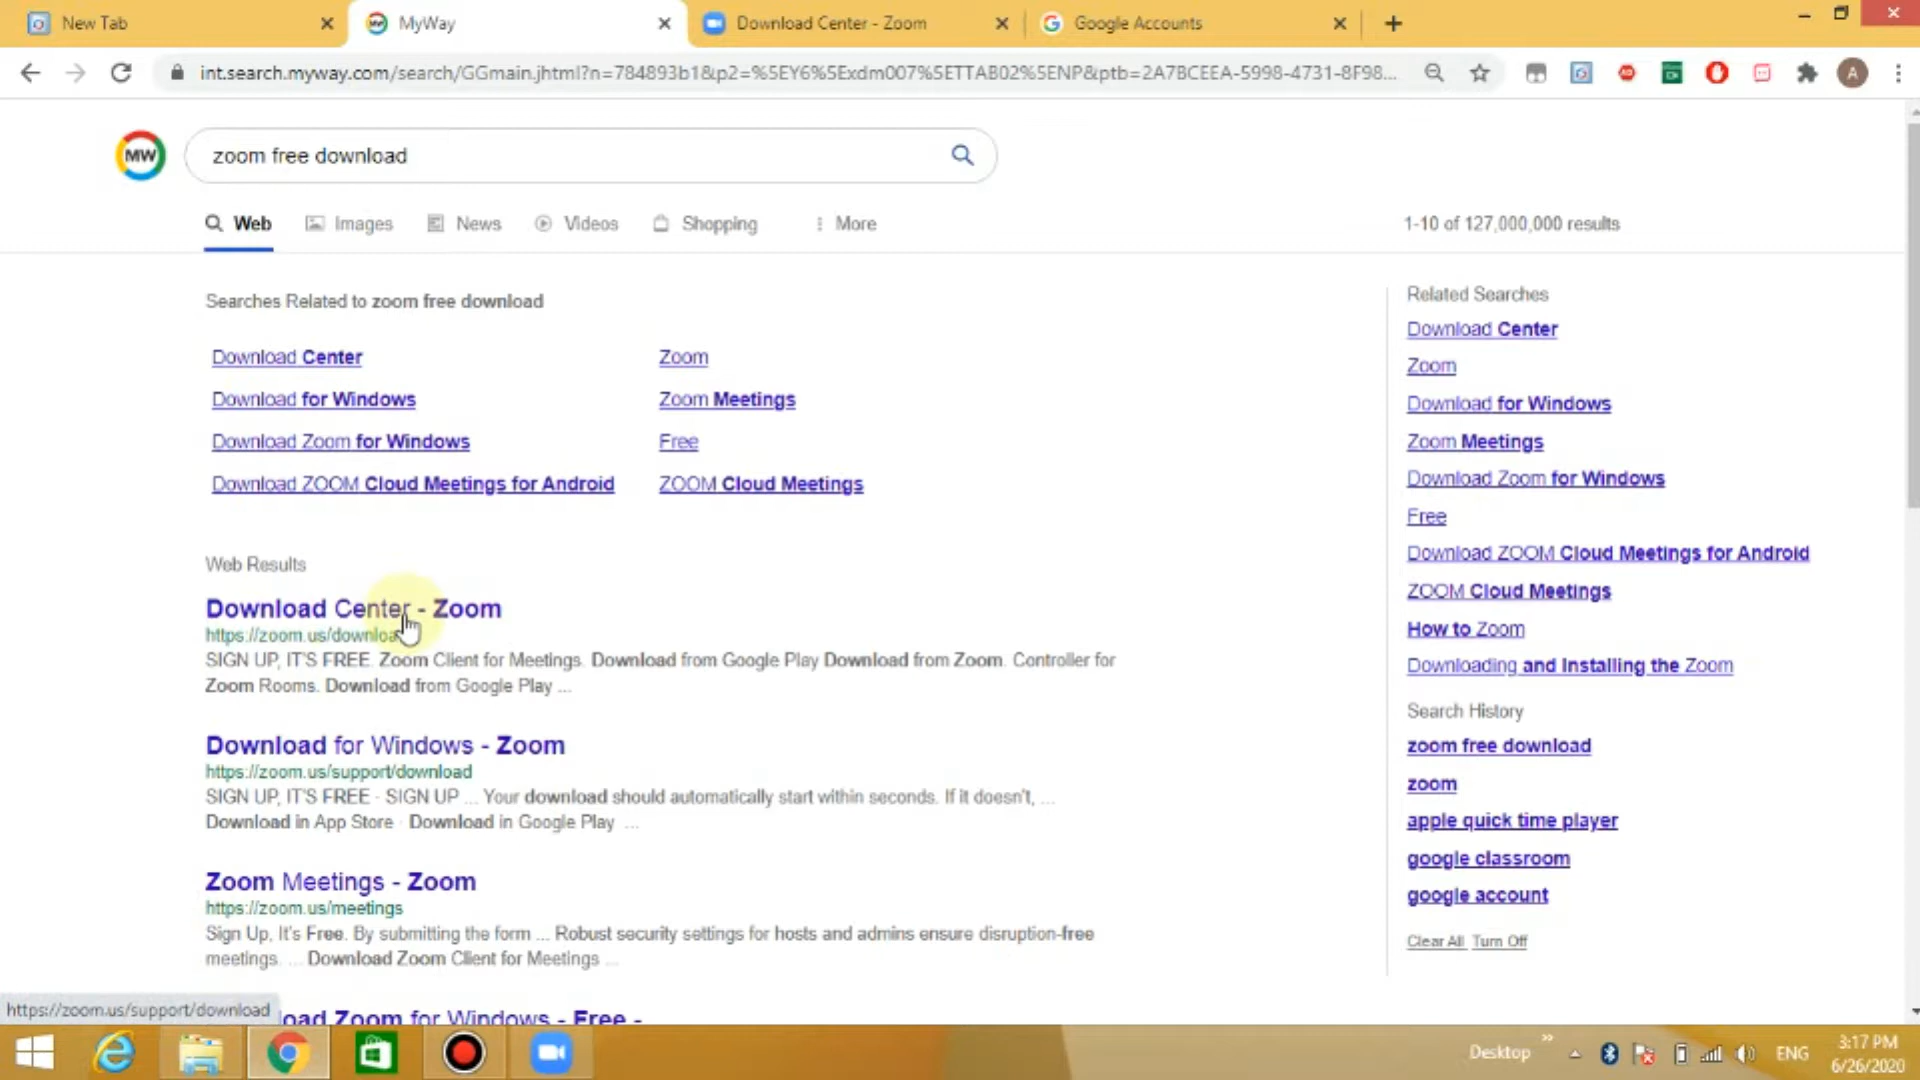 New Tab
MyWay
Download Center - Zoom
Google Accounts
int.search.myway.com/search/GGmain.jhtml?n=784893b1&p2=%5EY6%5Exdm007%5ETTAB02%5ENP&ptb=2A7BCEEA-5998-4731-8F98...
A
MW
zoom free download
Web
Images
News
Videos
Shopping
More
1-10 of 127,000,000 results
Searches Related to zoom free download
Download Center
Zoom
Download for Windows
Zoom Meetings
Download Zoom for Windows
Free
Download ZOOM Cloud Meetings for Android
ZOOM Cloud Meetings
Web Results
Download Center - Zoom
https://zoom.us/downloa
SIGN UP, IT'S FREE. Zoom Client for Meetings. Download from Google Play Download from Zoom. Controller for
Zoom Rooms. Download from Google Play ...
Download for Windows - Zoom
https://zoom.us/support/download
SIGN UP, IT'S FREE · SIGN UP ... Your download should automatically start within seconds. If it doesn't, ...
Download in App Store · Download in Google Play ...
Zoom Meetings - Zoom
https://zoom.us/meetings
Sign Up, It's Free. By submitting the form ... Robust security settings for hosts and admins ensure disruption-free
meetings. ... Download Zoom Client for Meetings ...
load Zoom for Windows - Free -
Related Searches
Download Center
Zoom
Download for Windows
Zoom Meetings
Download Zoom for Windows
Free
Download ZOOM Cloud Meetings for Android
ZOOM Cloud Meetings
How to Zoom
Downloading and Installing the Zoom
Search History
zoom free download
zoom
apple quick time player
google classroom
google account
Clear All Turn Off
https://zoom.us/support/download
Desktop
ENG
3:17 PM
6/26/2020